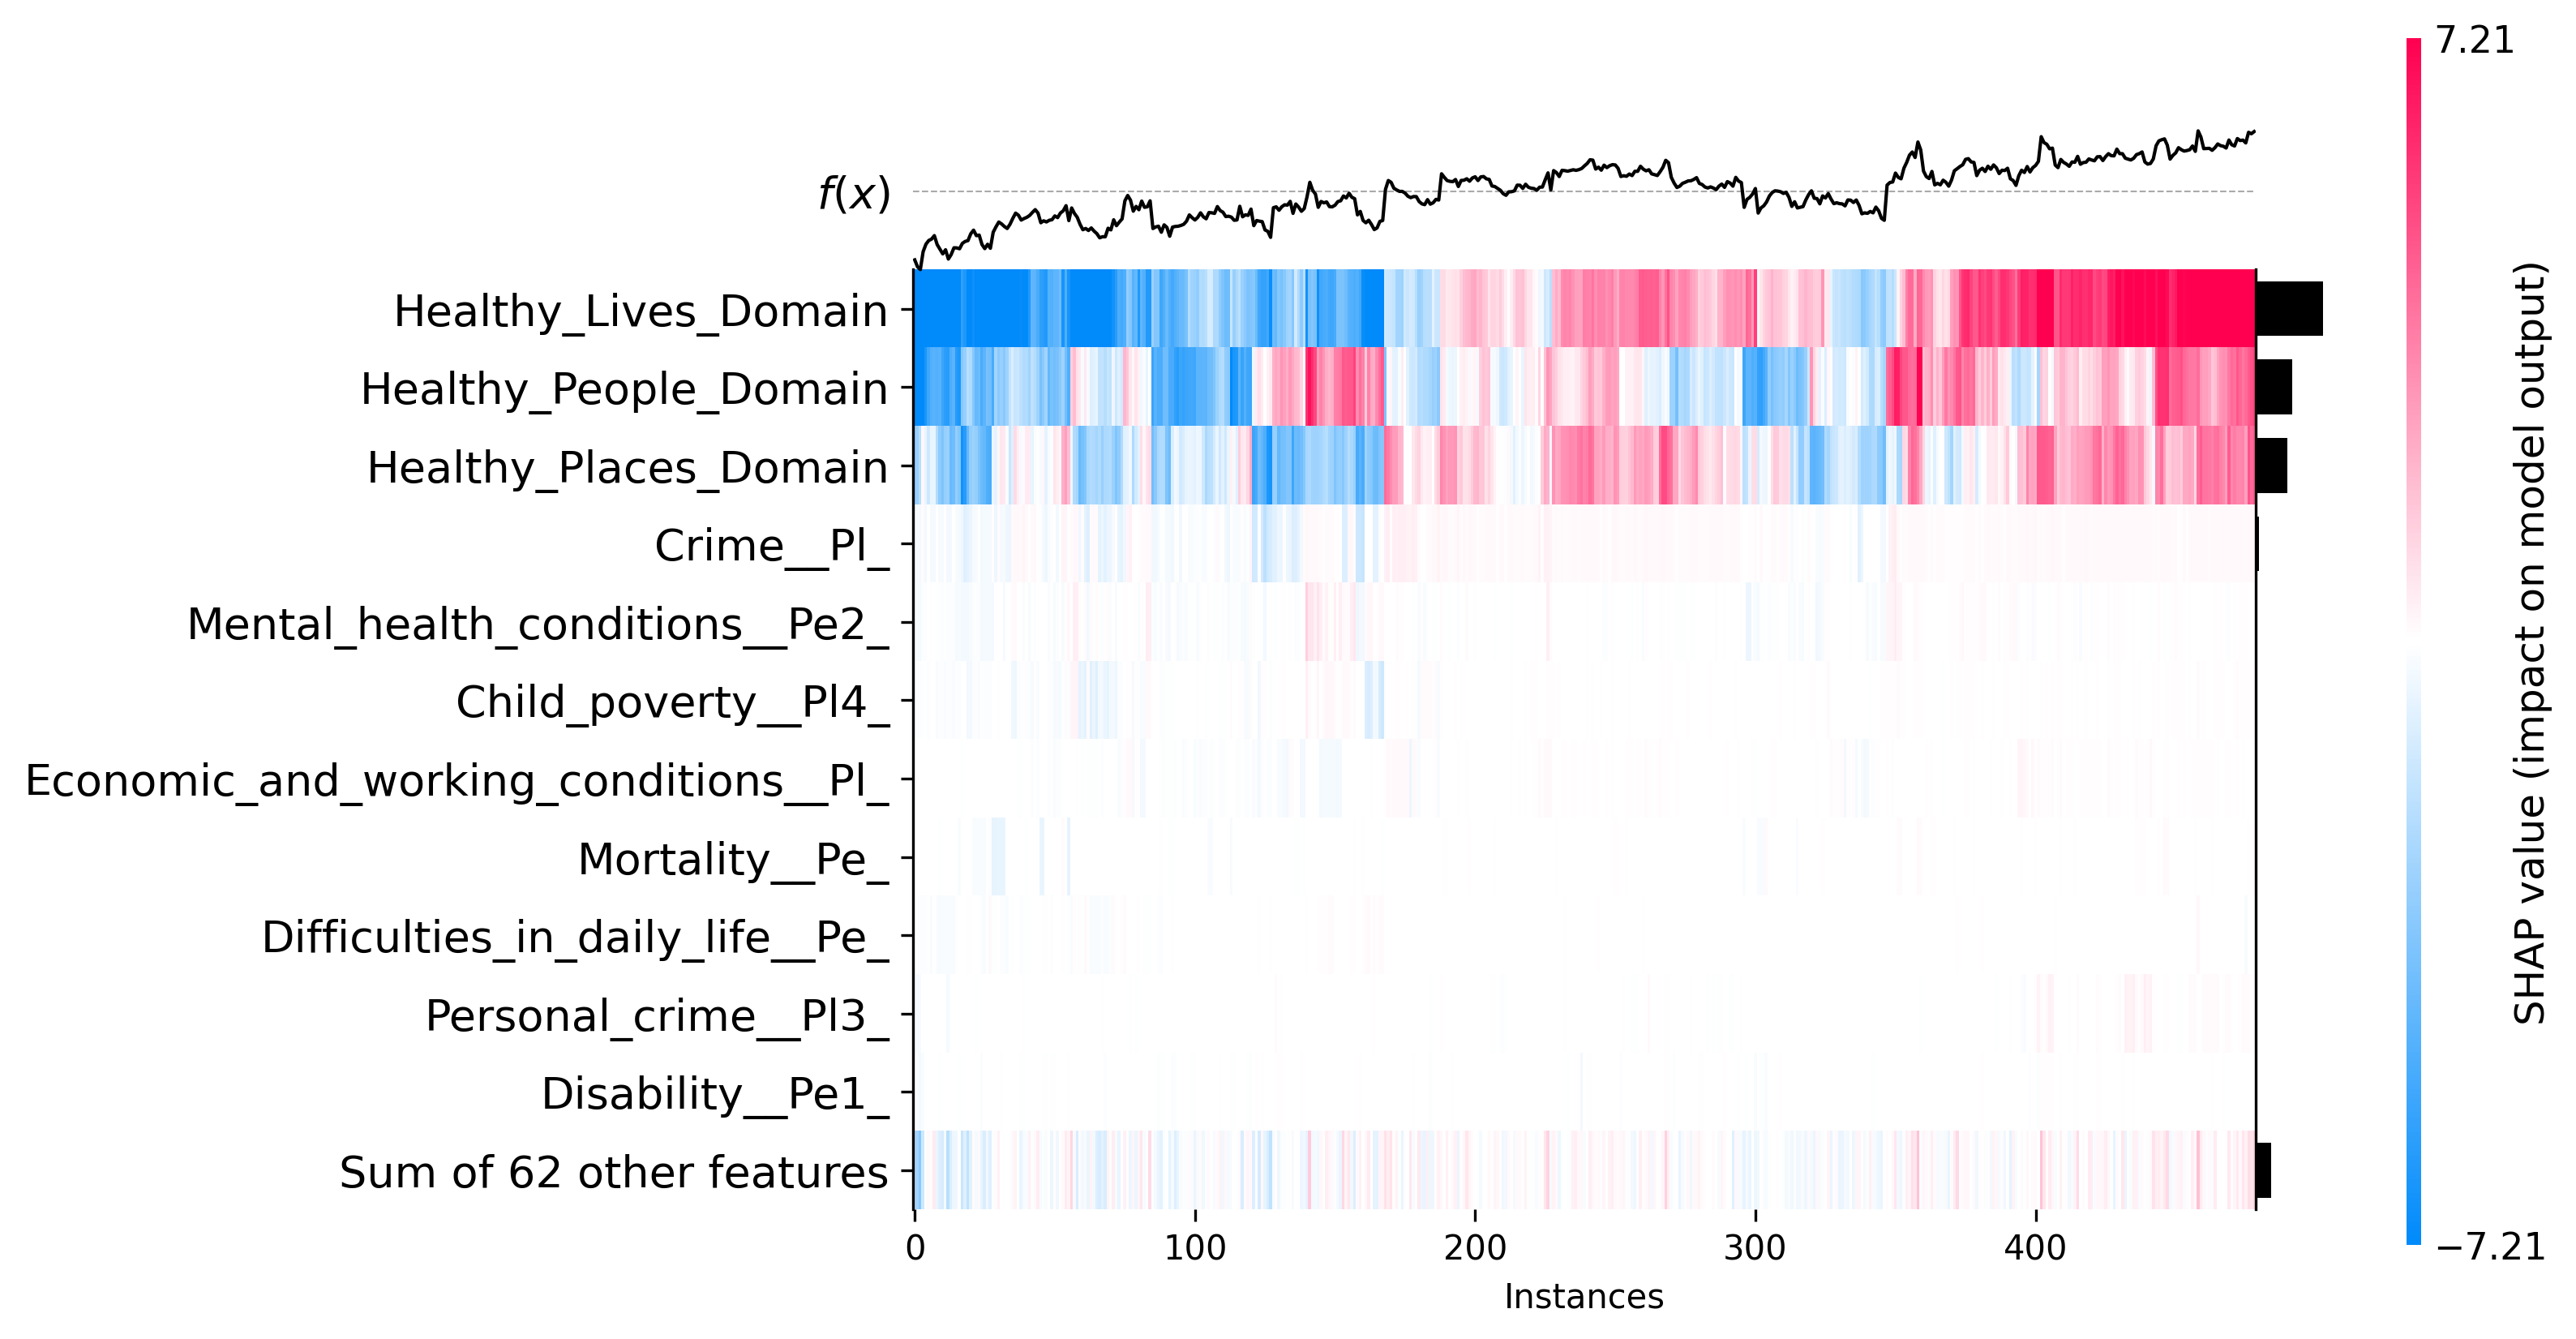 7.21
f(x)
Healthy_Lives_Domain
Healthy_People_Domain
Healthy_Places_Domain
Crime__Pl_
Mental_health_conditions__Pe2_
Child_poverty__Pl4_
Economic_and_working_conditions__Pl_
Mortality__Pe_
Difficulties_in_daily_life__Pe_
Personal_crime__Pl3_
Disability__Pe1_
Sum of 62 other features
0 100 200 300 400
Instances
−7.21
SHAP value (impact on model output)